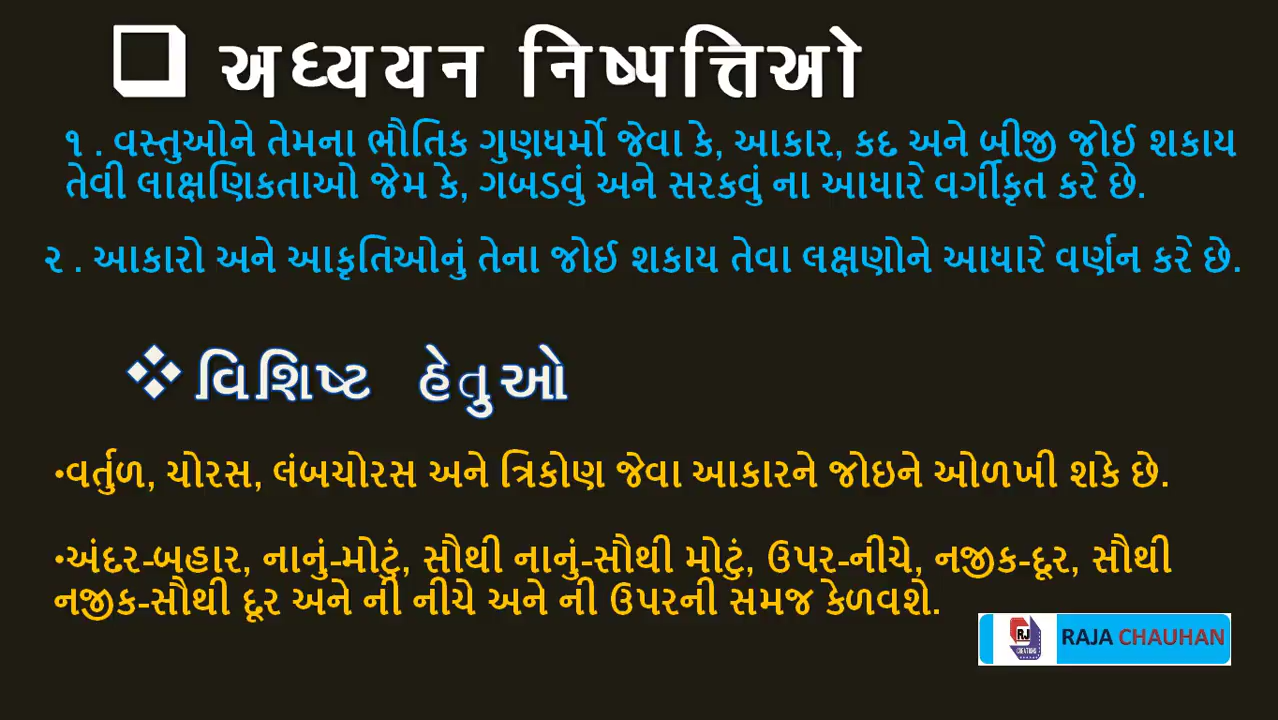 અધ્યયન નિષ્પત્તિઓ
૧ . વસ્તુઓને તેમના ભૌતિક ગુણધર્મો જેવા કે, આકાર, કદ અને બીજી જોઈ શકાય
તેવી લાક્ષણિકતાઓ જેમ કે, ગબડવું અને સરકવું ના આધારે વર્ગીકૃત કરે છે.
૨ . આકારો અને આકૃતિઓનું તેના જોઈ શકાય તેવા લક્ષણોને આધારે વર્ણન કરે છે.
વિશિષ્ટ હેતુઓ
•વર્તુળ, ચોરસ, લંબચોરસ અને ત્રિકોણ જેવા આકારને જોઇને ઓળખી શકે છે.
•અંદર-બહાર, નાનું-મોટું, સૌથી નાનું-સૌથી મોટું, ઉપર-નીચે, નજીક-દૂર, સૌથી
નજીક-સૌથી દૂર અને ની નીચે અને ની ઉપરની સમજ કેળવશે.
RJ
CREATIONS
RAJA CHAUHAN